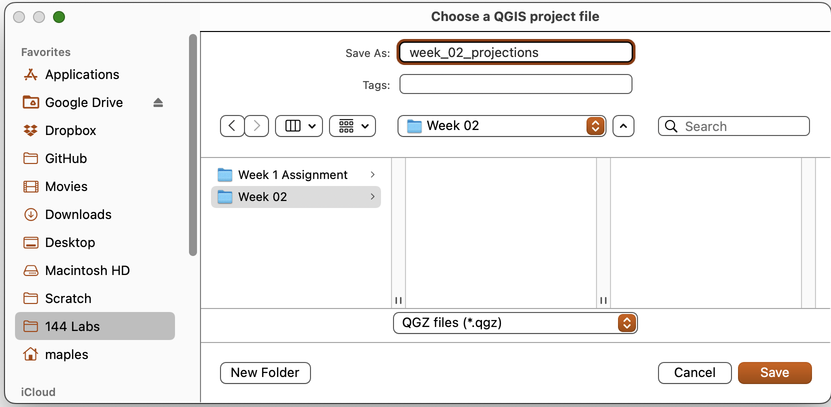 Choose a QGIS project file
Favorites
Applications
Google Drive
Dropbox
GitHub
Movies
Downloads
Desktop
Macintosh HD
Scratch
144 Labs
maples
iCloud
Save As: week_02_projections
Tags:
Week 02
Search
Week 1 Assignment
Week 02
QGZ files (*.qgz)
New Folder
Cancel
Save